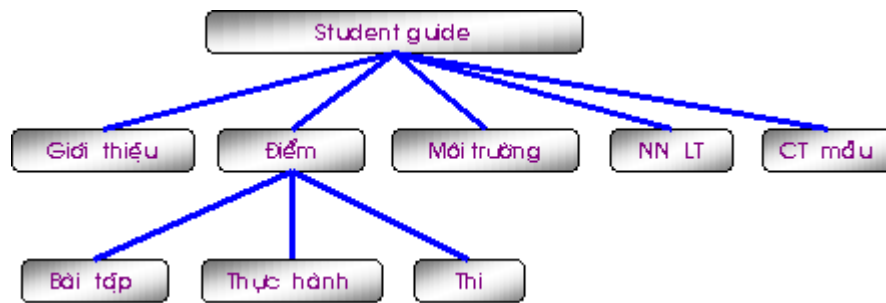 Student guide
Giới thiệu
Điểm
Môi trường
NN LT
CT mẫu
Bài tập
Thực hành
Thi